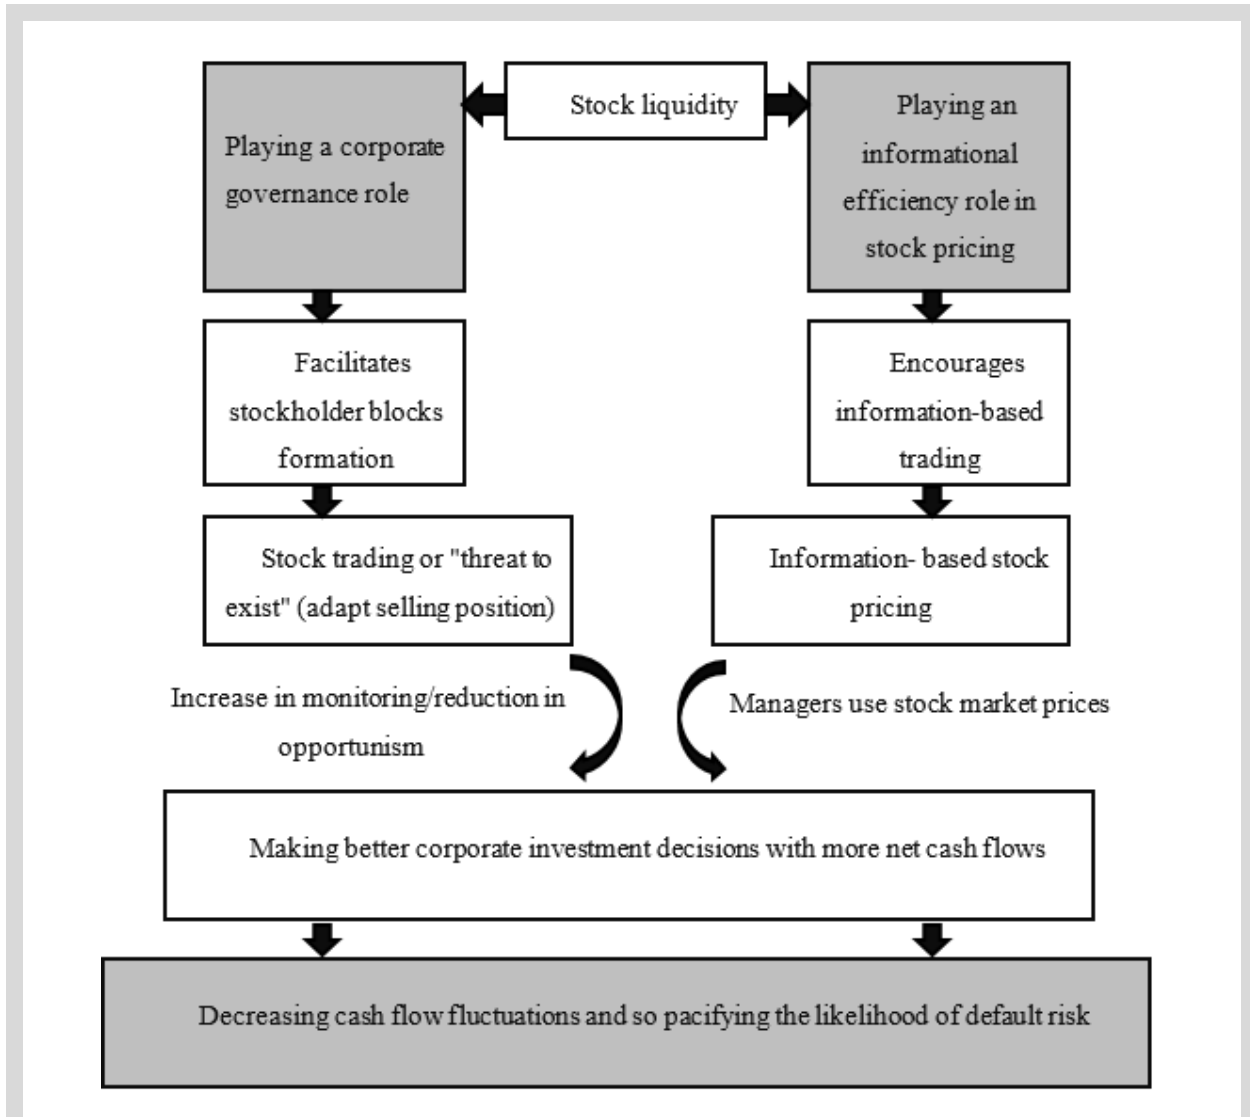 Stock liquidity
Playing a corporate
governance role
Playing an
informational
efficiency role in
stock pricing
Facilitates
stockholder blocks
formation
Encourages
information-based
trading
Stock trading or "threat to
exist" (adapt selling position)
Information- based stock
pricing
Increase in monitoring/reduction in
opportunism
Managers use stock market prices
Making better corporate investment decisions with more net cash flows
Decreasing cash flow fluctuations and so pacifying the likelihood of default risk